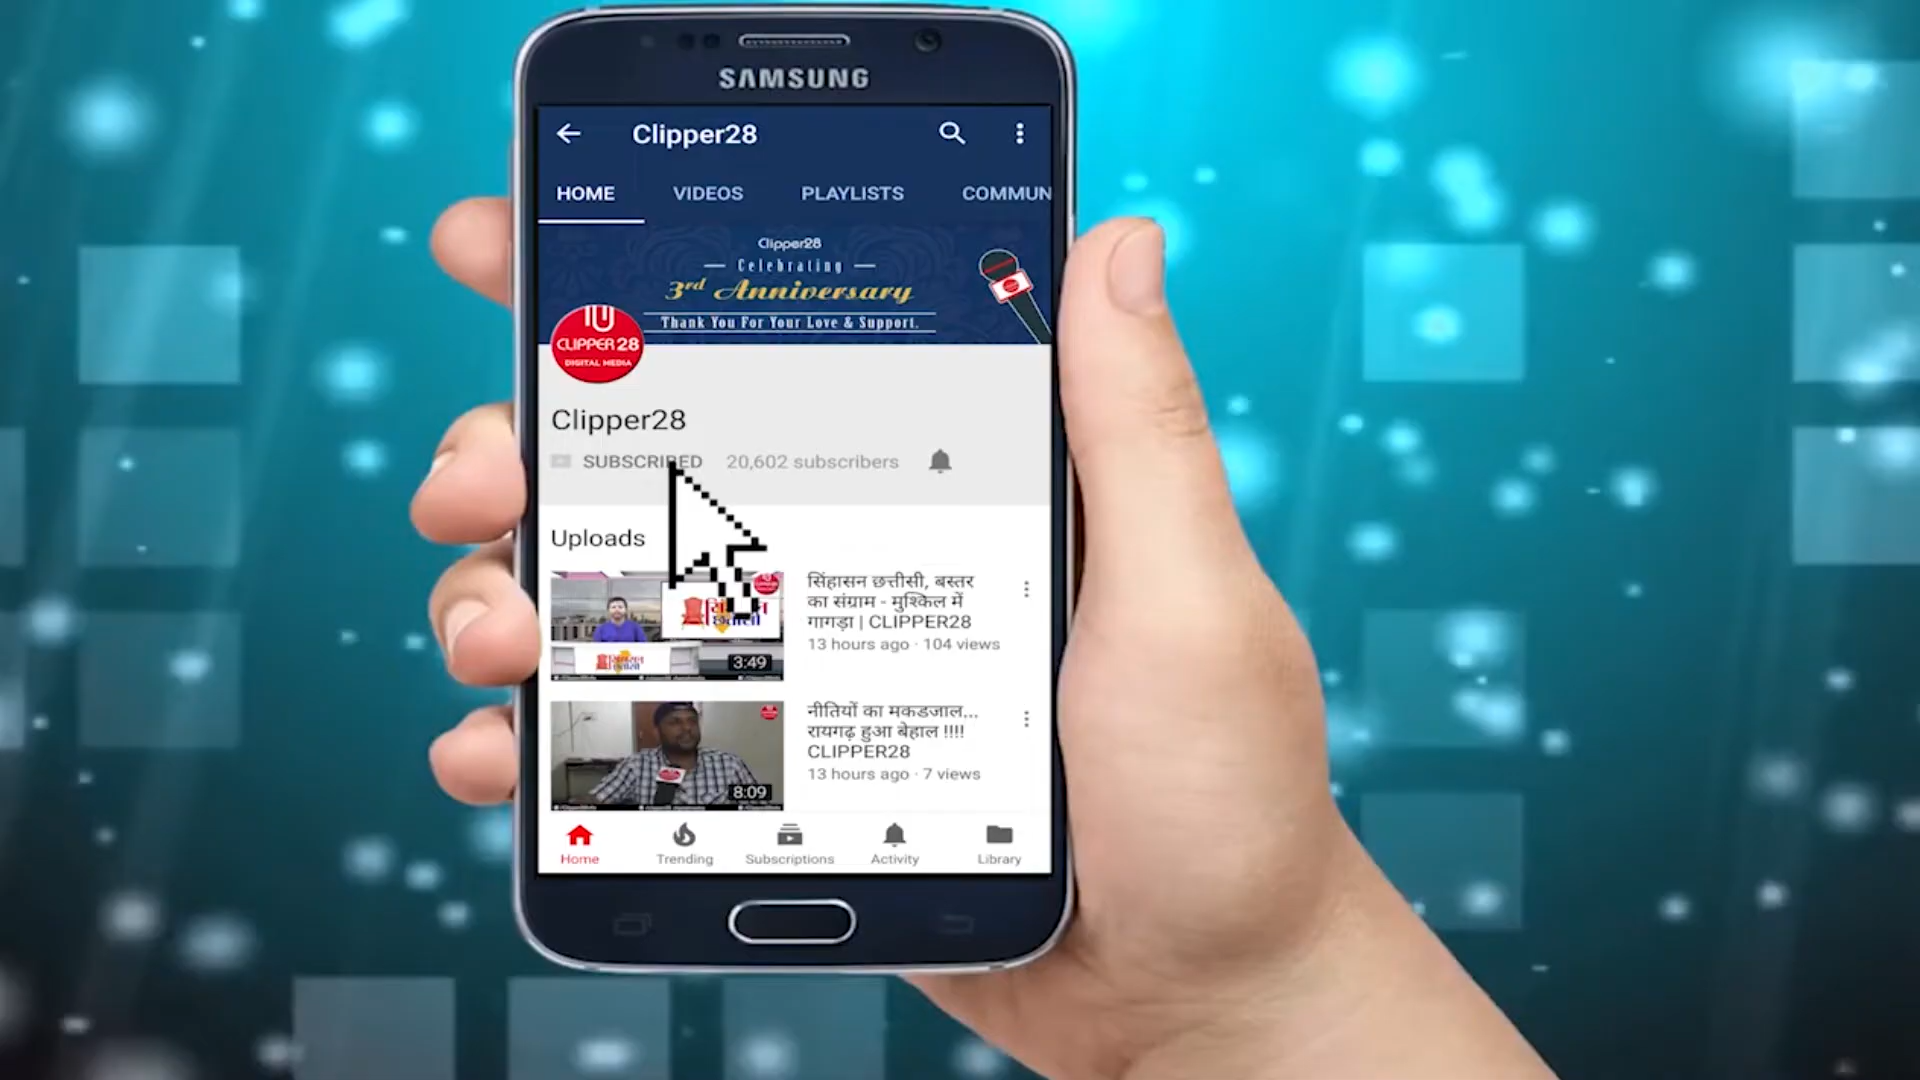 SAMSUNG
Clipper28
HOME VIDEOS PLAYLISTS COMMUN
Clipper28
Celebrating
3rd Anniversary
Thank You For Your Love & Support.
CLIPPER 28
DIGITAL MEDIA
Clipper28
SUBSCRIBED 20,602 subscribers
Uploads
सिंहासन छत्तीसी, बस्तर
का संग्राम - मुश्किल में
गागड़ा | CLIPPER28
13 hours ago · 104 views
3:49
नीतियों का मकडजाल...
रायगढ़ हुआ बेहाल !!!!
CLIPPER28
13 hours ago · 7 views
8:09
Home Trending Subscriptions Activity Library